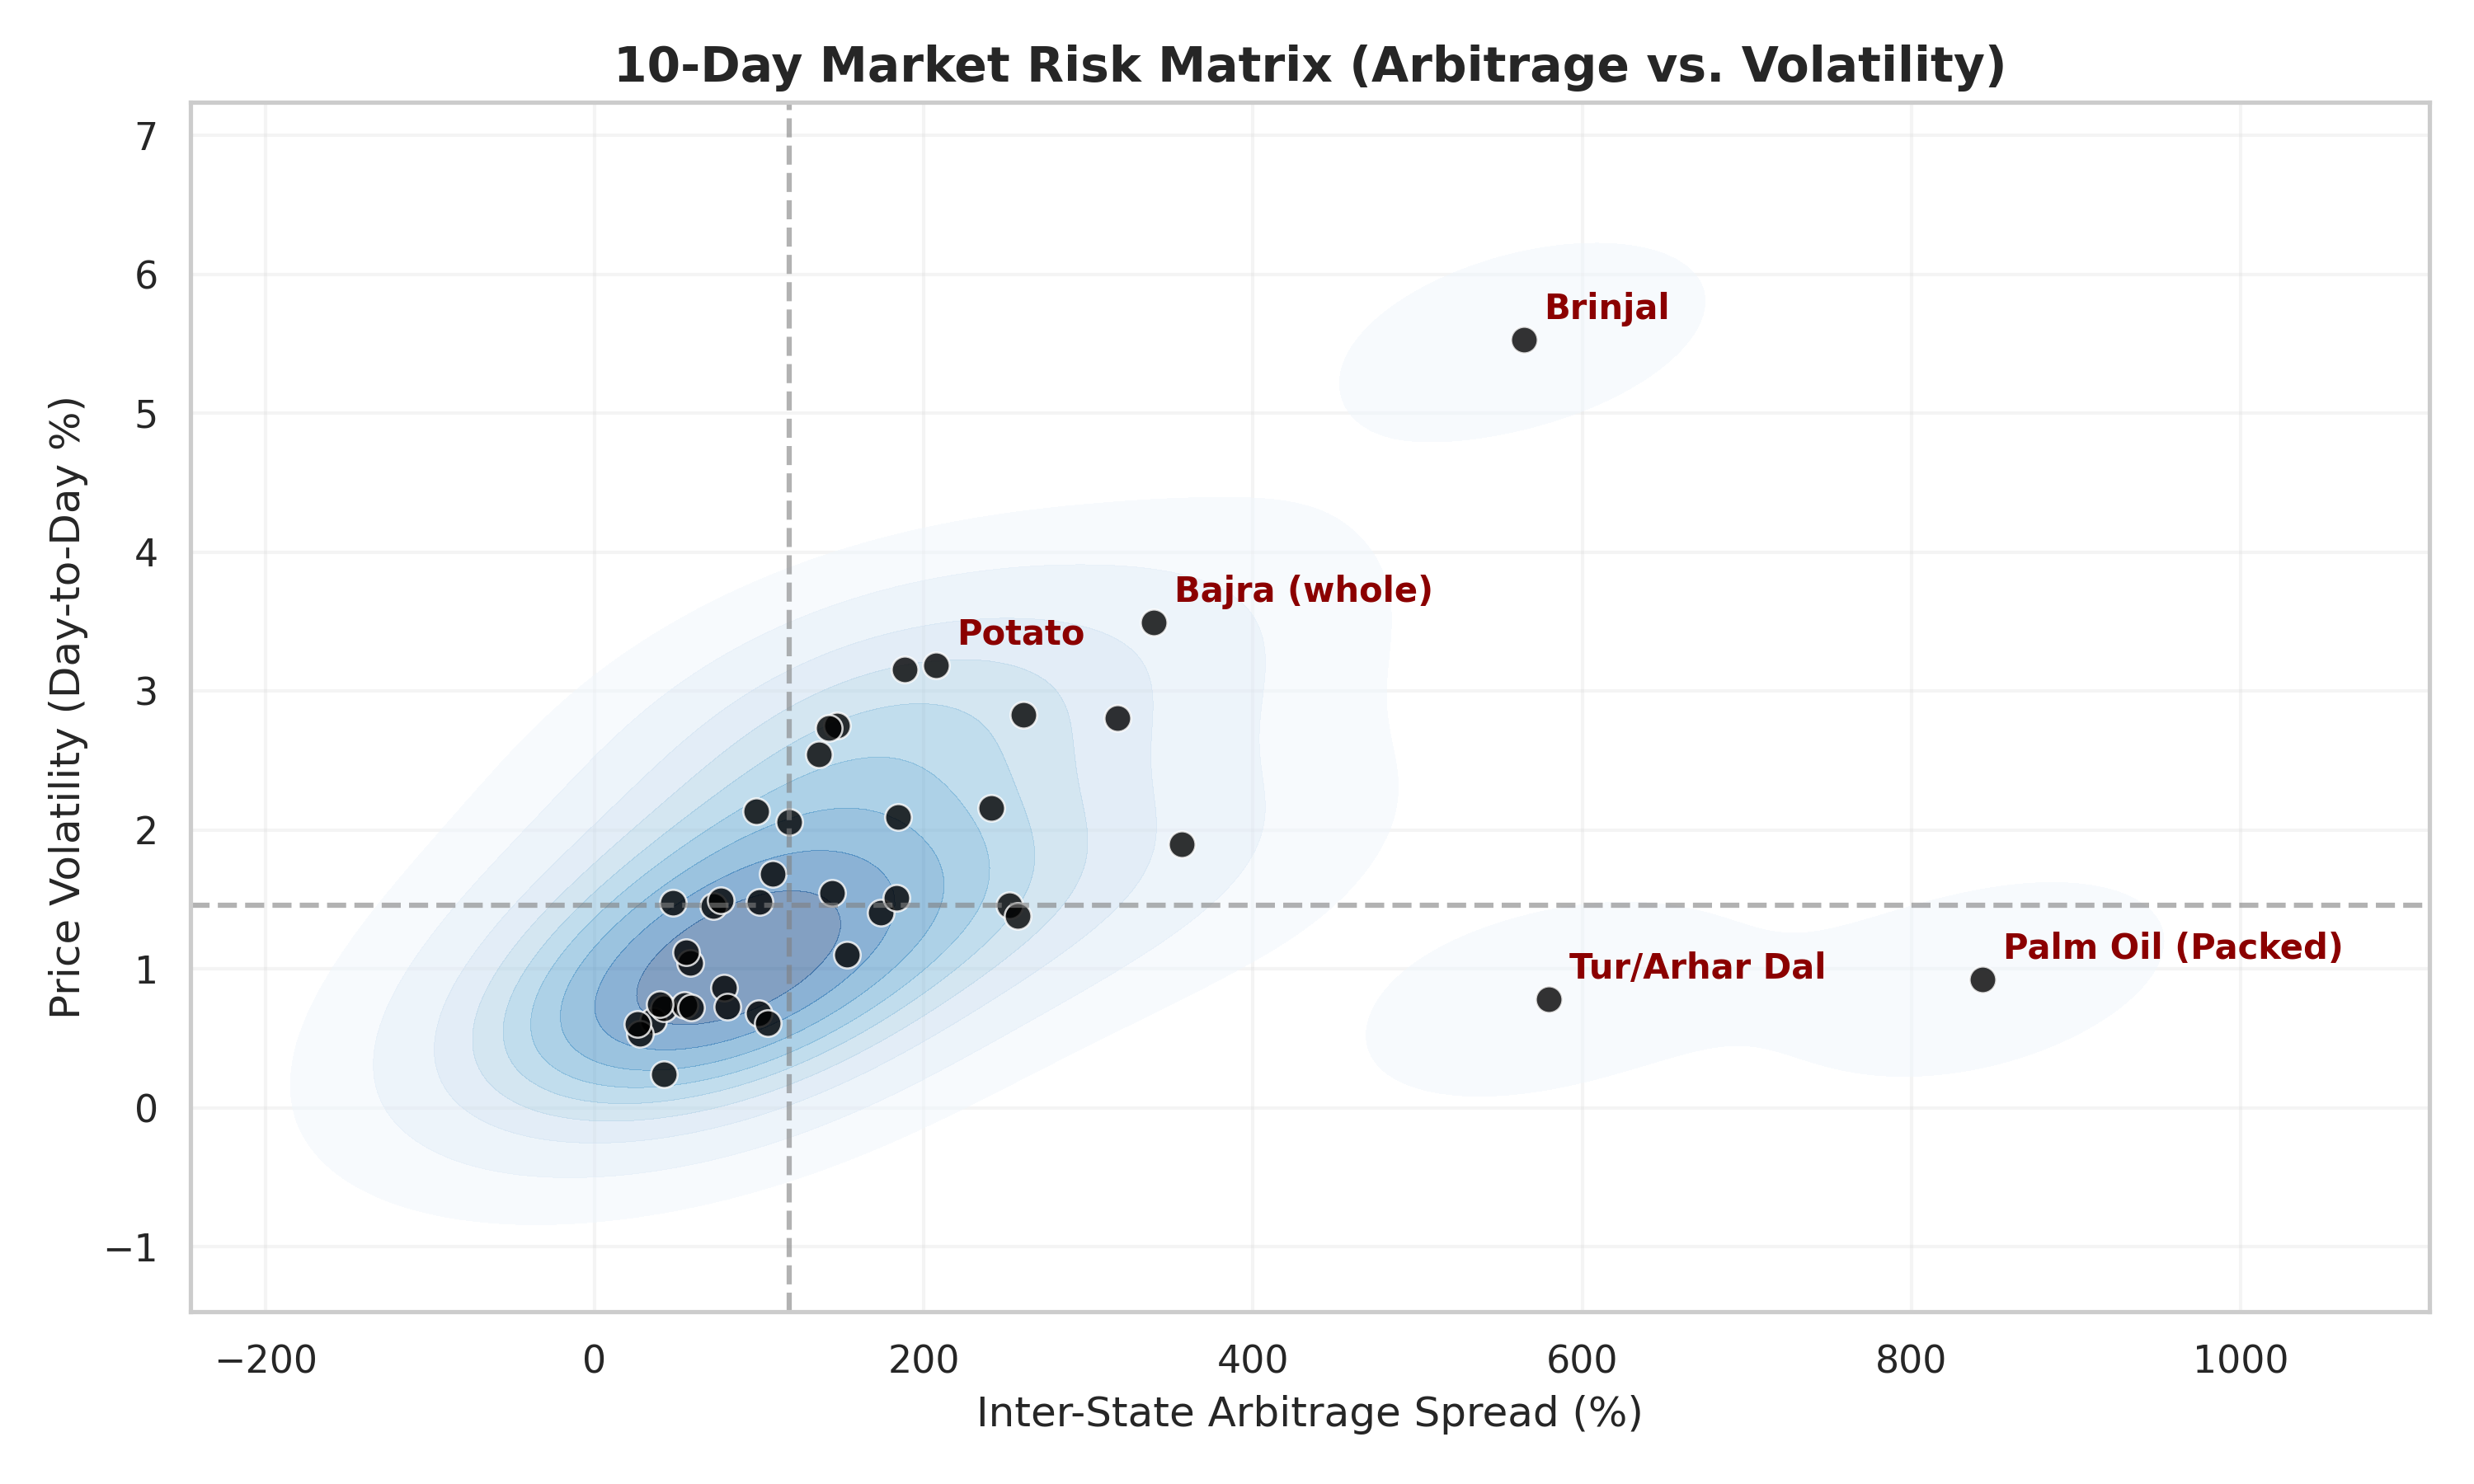 10-Day Market Risk Matrix (Arbitrage vs. Volatility)
Price Volatility (Day-to-Day %)
7
6
5
4
3
2
1
0
−1
Brinjal
Bajra (whole)
Potato
Palm Oil (Packed)
Tur/Arhar Dal
−200
0
200
400
600
800
1000
Inter-State Arbitrage Spread (%)